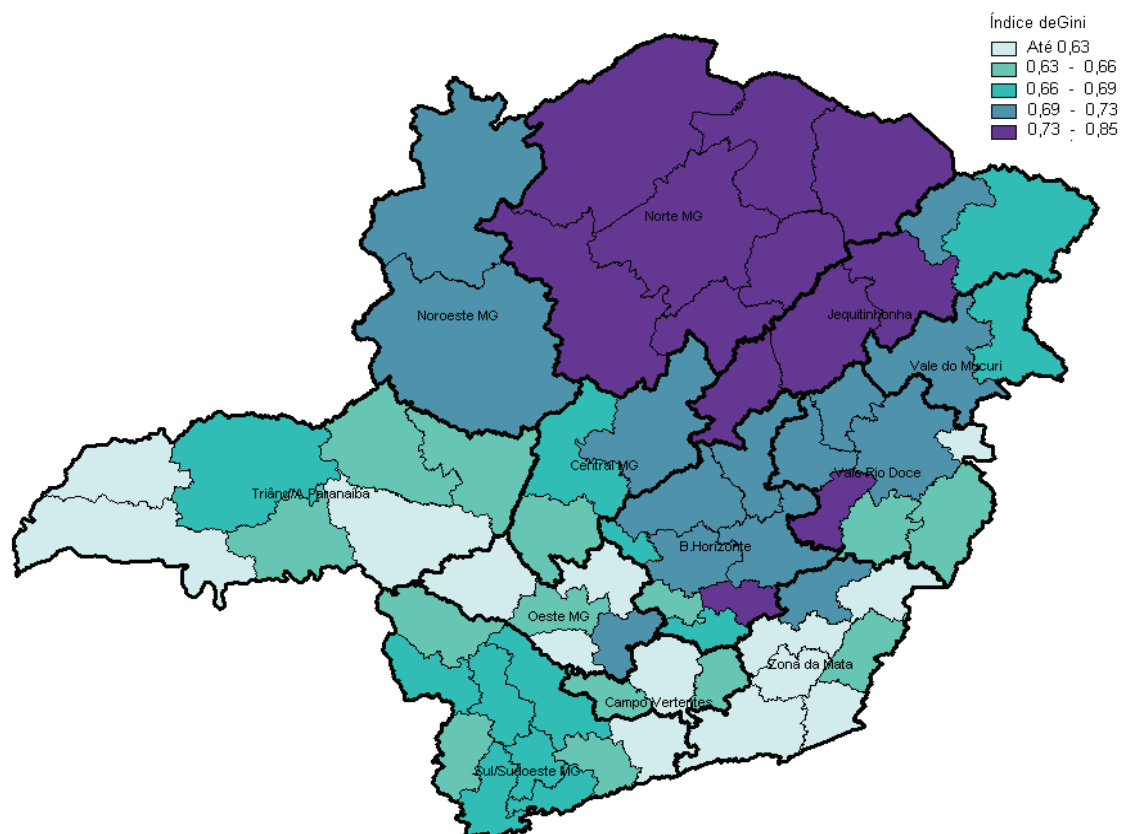 Índice deGini
Até 0,63
0,63 - 0,66
0,66 - 0,69
0,69 - 0,73
0,73 - 0,85
Norte MG
Noroeste MG
Jequitinhonha
Vale do Mucuri
Central MG
Vale Rio Doce
Triâng/A.Paranaiba
B.Horizonte
Oeste MG
Zona da Mata
Campo Vertentes
Sul/Sudoeste MG